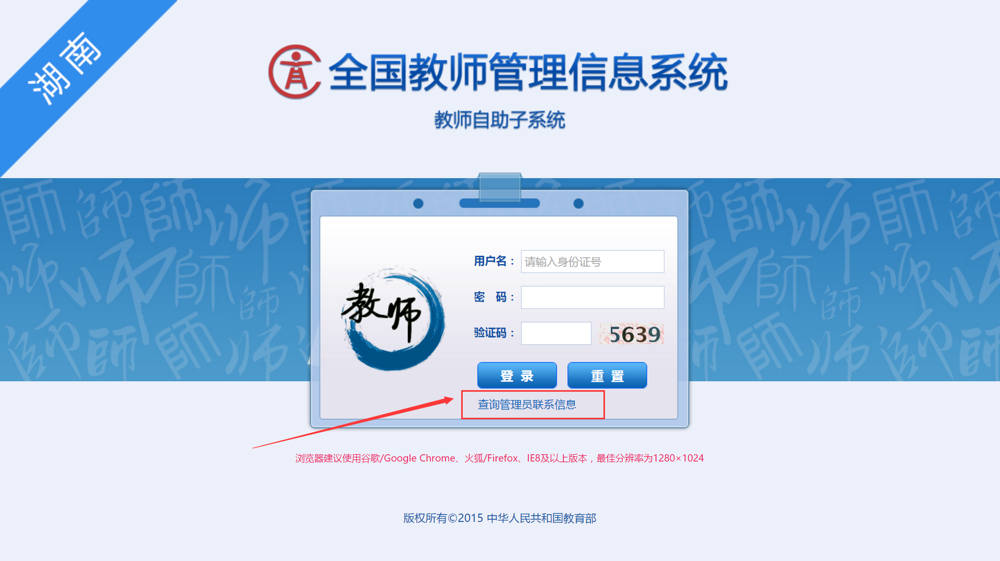 湖南
全国教师管理信息系统
教师自助子系统
用户名：
请输入身份证号
教师
密 码：
验证码：
5639
登 录
重 置
查询管理员联系信息
浏览器建议使用谷歌/Google Chrome、火狐/Firefox、IE8及以上版本，最佳分辨率为1280×1024
版权所有©2015 中华人民共和国教育部